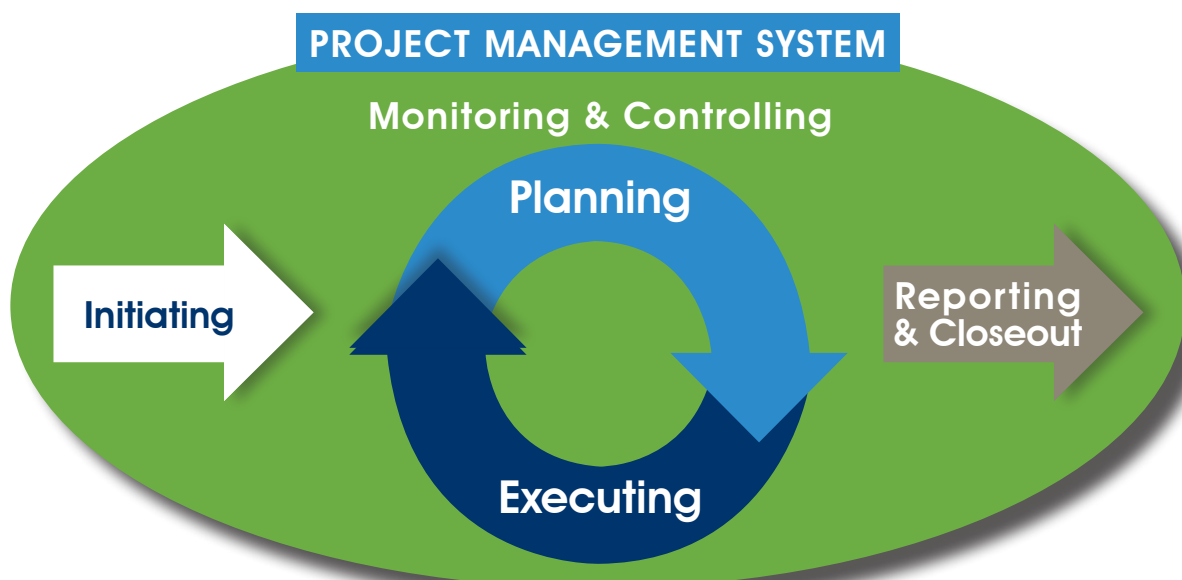 PROJECT MANAGEMENT SYSTEM
Monitoring & Controlling
Planning
Initiating
Reporting
& Closeout
Executing